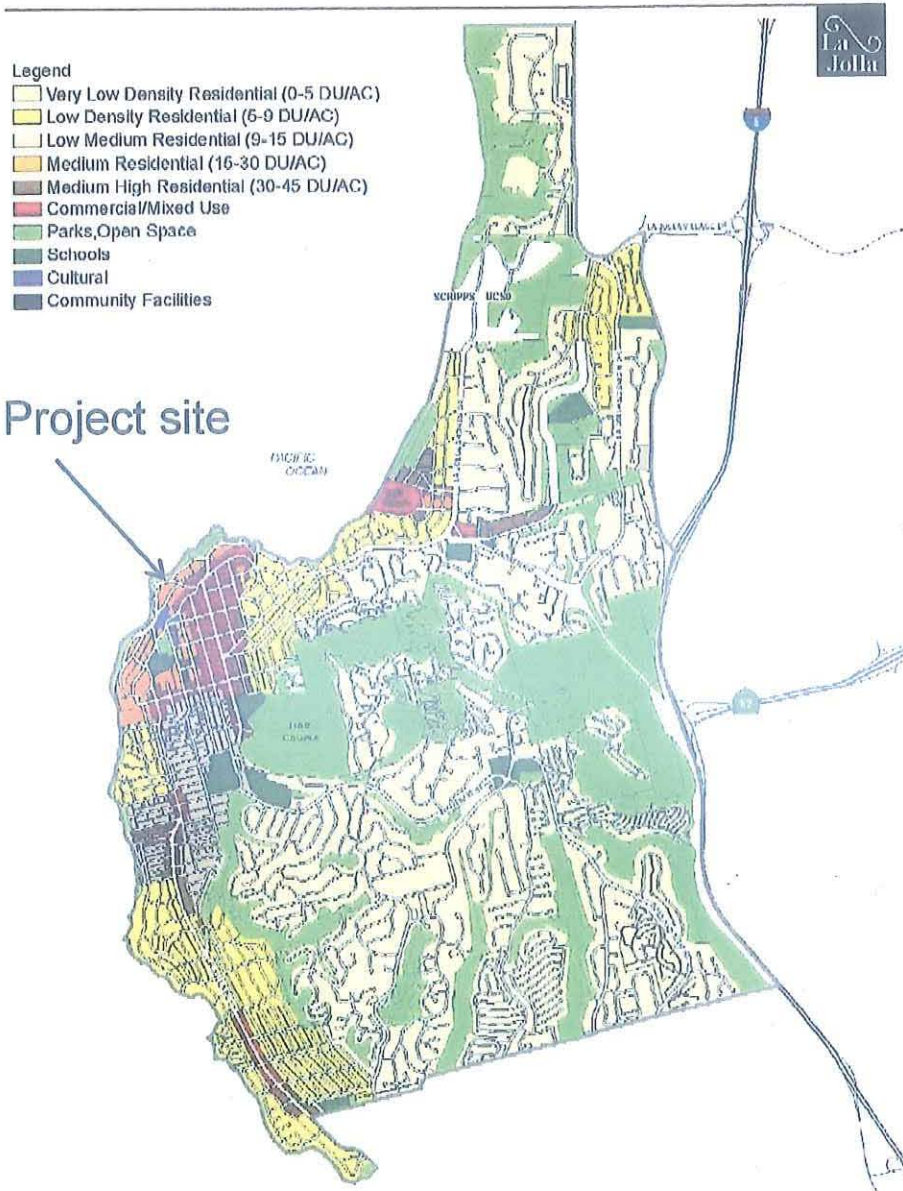 La
Jolla
Legend
Very Low Density Residential (0-5 DU/AC)
Low Density Residential (5-9 DU/AC)
Low Medium Residential (9-15 DU/AC)
Medium Residential (15-30 DU/AC)
Medium High Residential (30-45 DU/AC)
Commercial/Mixed Use
Parks,Open Space
Schools
Cultural
Community Facilities
SCRIPPS UCSD
Project site
PACIFIC
OCEAN